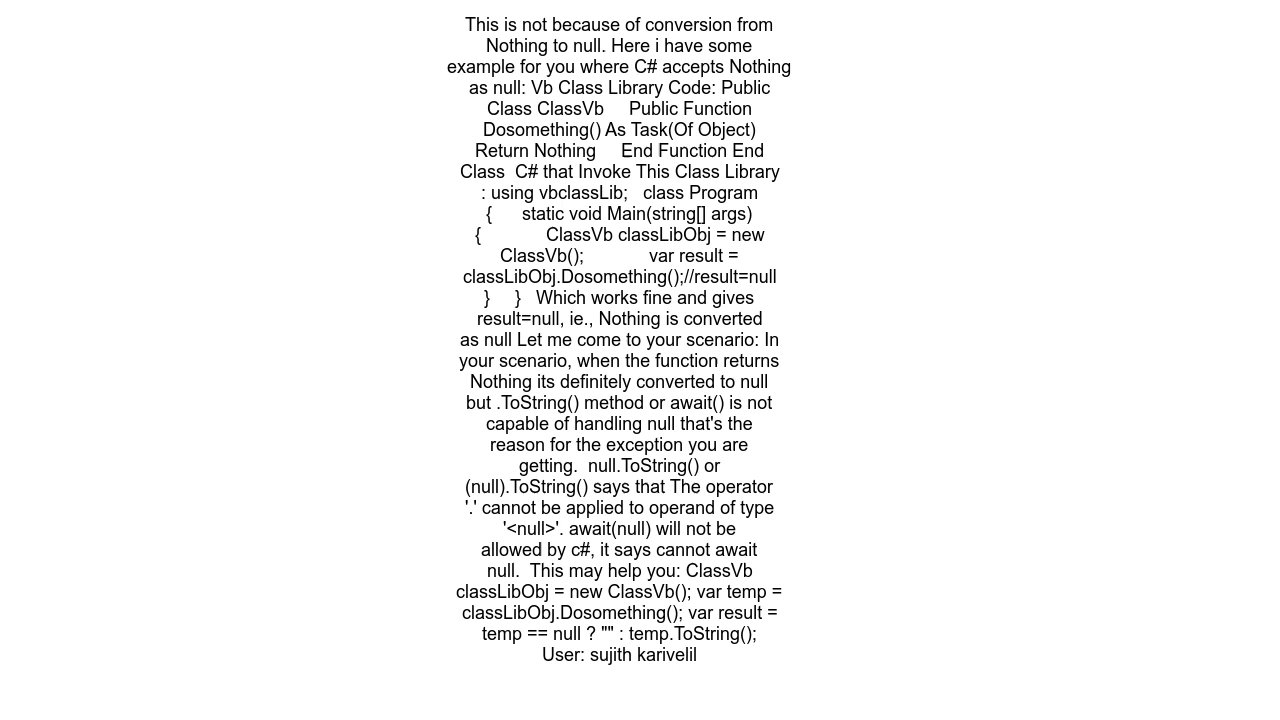 This is not because of conversion from
Nothing to null. Here i have some
example for you where C# accepts Nothing
as null: Vb Class Library Code: Public
Class ClassVb     Public Function
Dosomething() As Task(Of Object)
Return Nothing     End Function End
Class  C# that Invoke This Class Library
: using vbclassLib;   class Program
{      static void Main(string[] args)
{             ClassVb classLibObj = new
ClassVb();             var result =
classLibObj.Dosomething();//result=null
}     }   Which works fine and gives
result=null, ie., Nothing is converted
as null Let me come to your scenario: In
your scenario, when the function returns
Nothing its definitely converted to null
but .ToString() method or await() is not
capable of handling null that's the
reason for the exception you are
getting.  null.ToString() or
(null).ToString() says that The operator
'.' cannot be applied to operand of type
'<null>'. await(null) will not be
allowed by c#, it says cannot await
null.  This may help you: ClassVb
classLibObj = new ClassVb(); var temp =
classLibObj.Dosomething(); var result =
temp == null ? "" : temp.ToString();
User: sujith karivelil